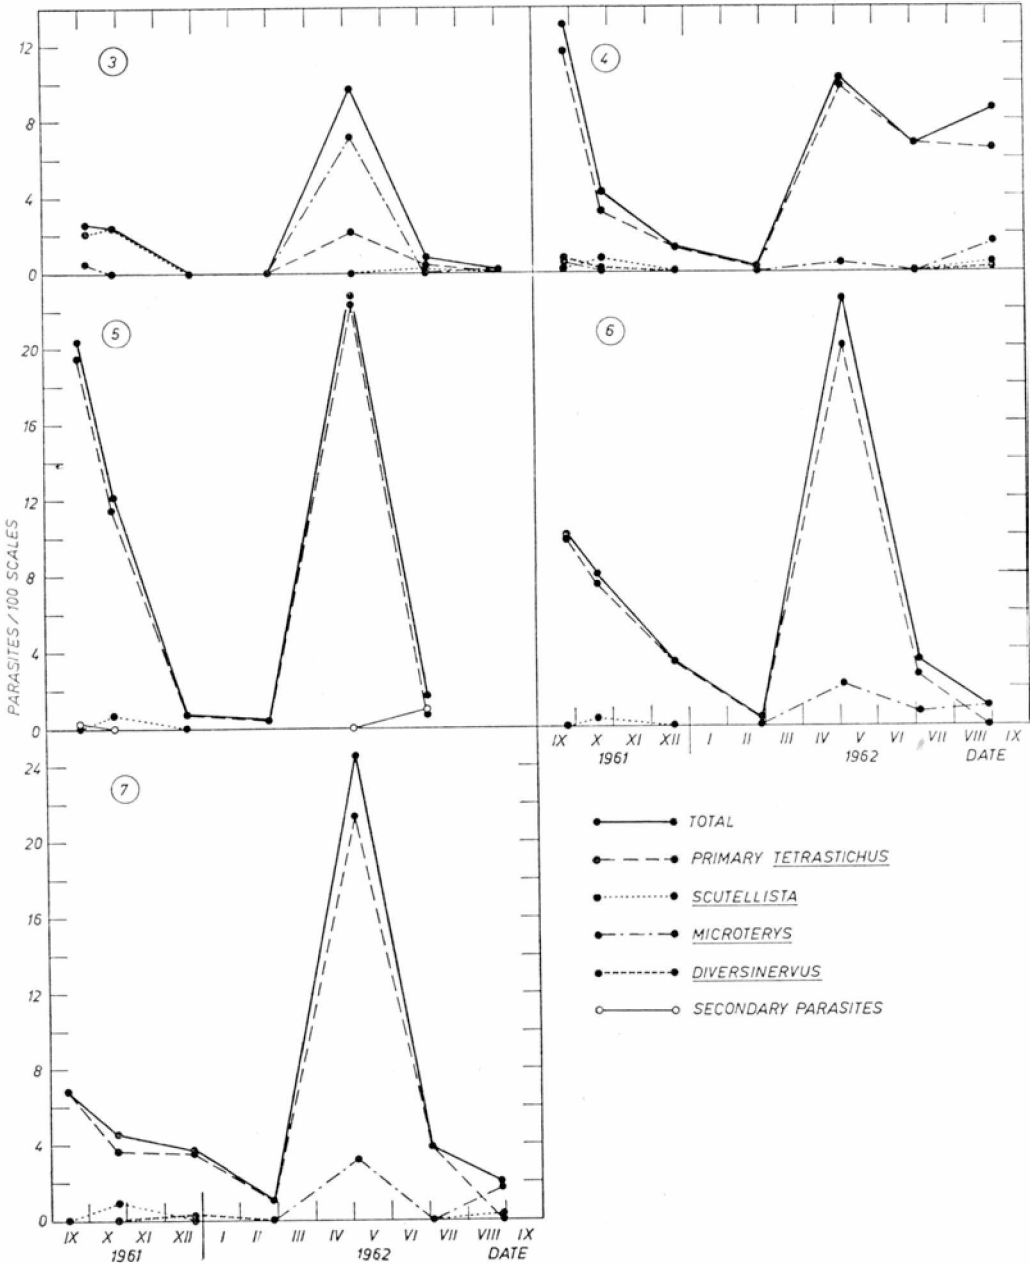 3
4
12
8
4
0
5
6
20
16
12
8
4
0
PARASITES / 100 SCALES
IX X XI XII I II III IV V VI VII VIII IX
1961 1962 DATE
7
24
20
16
12
8
4
0
IX X XI XII I II III IV V VI VII VIII IX
1961 1962 DATE
TOTAL
PRIMARY TETRASTICHUS
SCUTELLISTA
MICROTERYS
DIVERSINERVUS
SECONDARY PARASITES